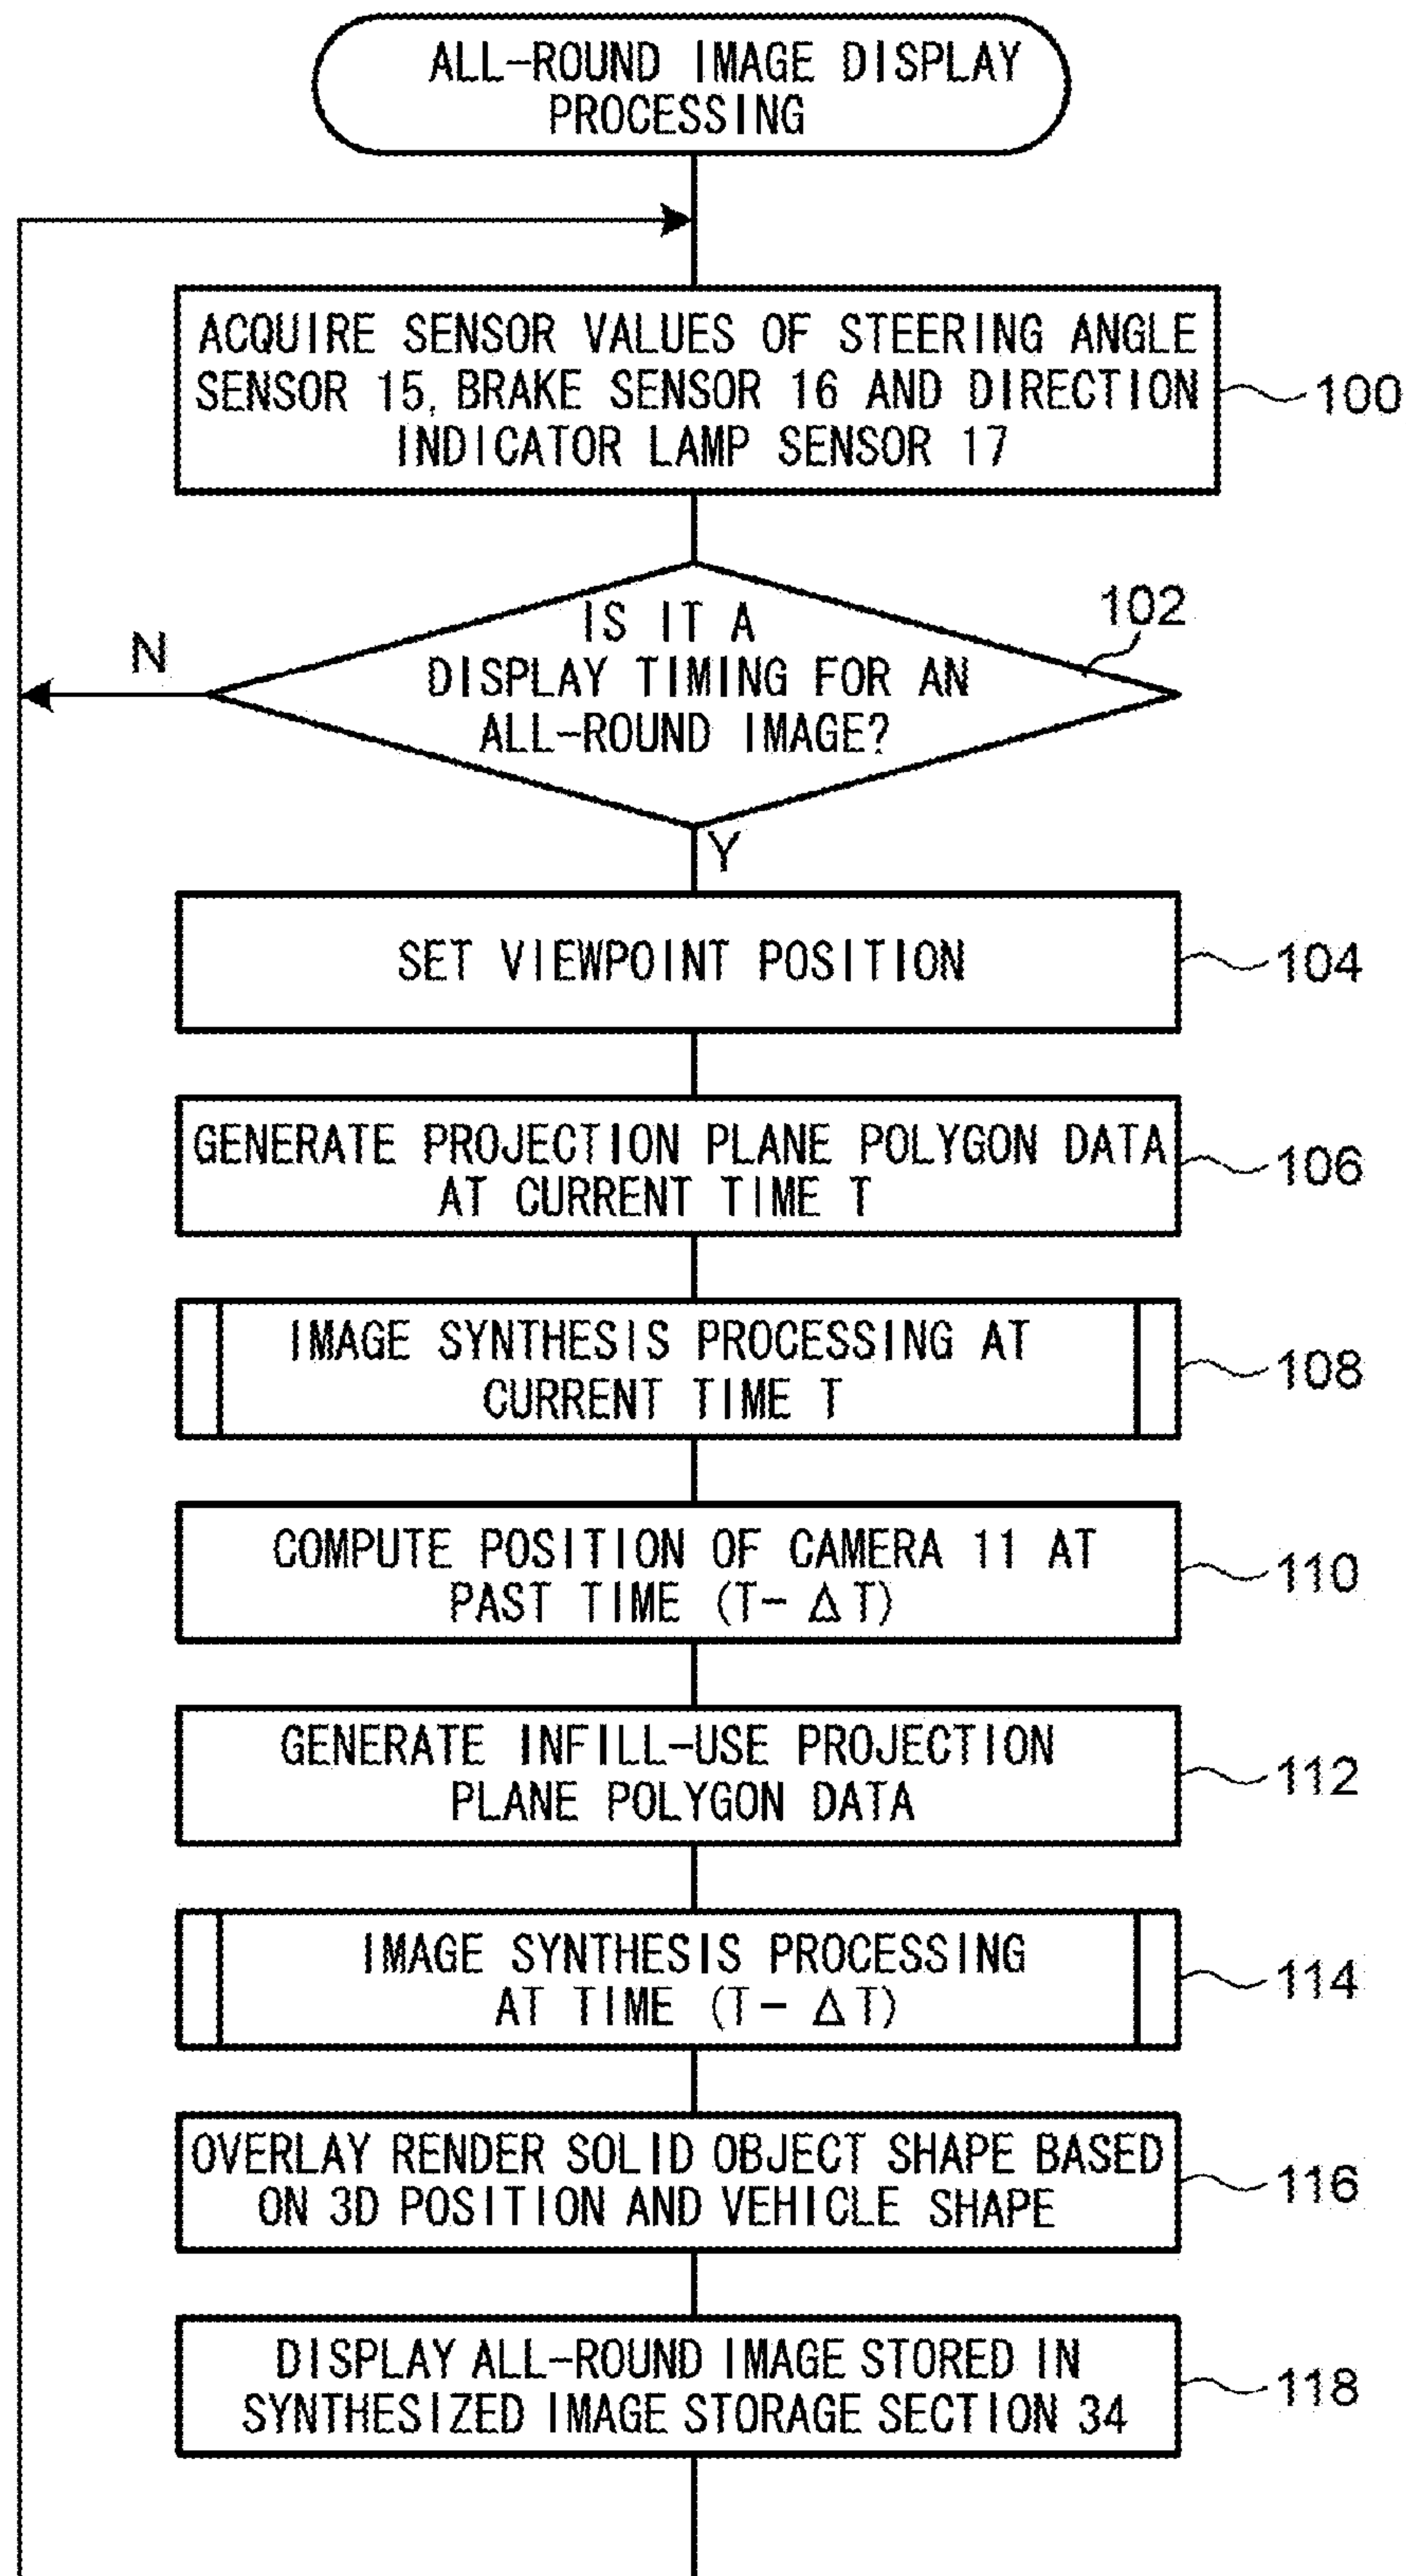 ALL-ROUND IMAGE DISPLAY
PROCESSING
ACQUIRE SENSOR VALUES OF STEERING ANGLE
SENSOR 15, BRAKE SENSOR 16 AND DIRECTION
INDICATOR LAMP SENSOR 17
100
IS IT A
DISPLAY TIMING FOR AN
ALL-ROUND IMAGE?
102
N
Y
SET VIEWPOINT POSITION
104
GENERATE PROJECTION PLANE POLYGON DATA
AT CURRENT TIME T
106
IMAGE SYNTHESIS PROCESSING AT
CURRENT TIME T
108
COMPUTE POSITION OF CAMERA 11 AT
PAST TIME (T- Δ T)
110
GENERATE INFILL-USE PROJECTION
PLANE POLYGON DATA
112
IMAGE SYNTHESIS PROCESSING
AT TIME (T- Δ T)
114
OVERLAY RENDER SOLID OBJECT SHAPE BASED
ON 3D POSITION AND VEHICLE SHAPE
116
DISPLAY ALL-ROUND IMAGE STORED IN
SYNTHESIZED IMAGE STORAGE SECTION 34
118